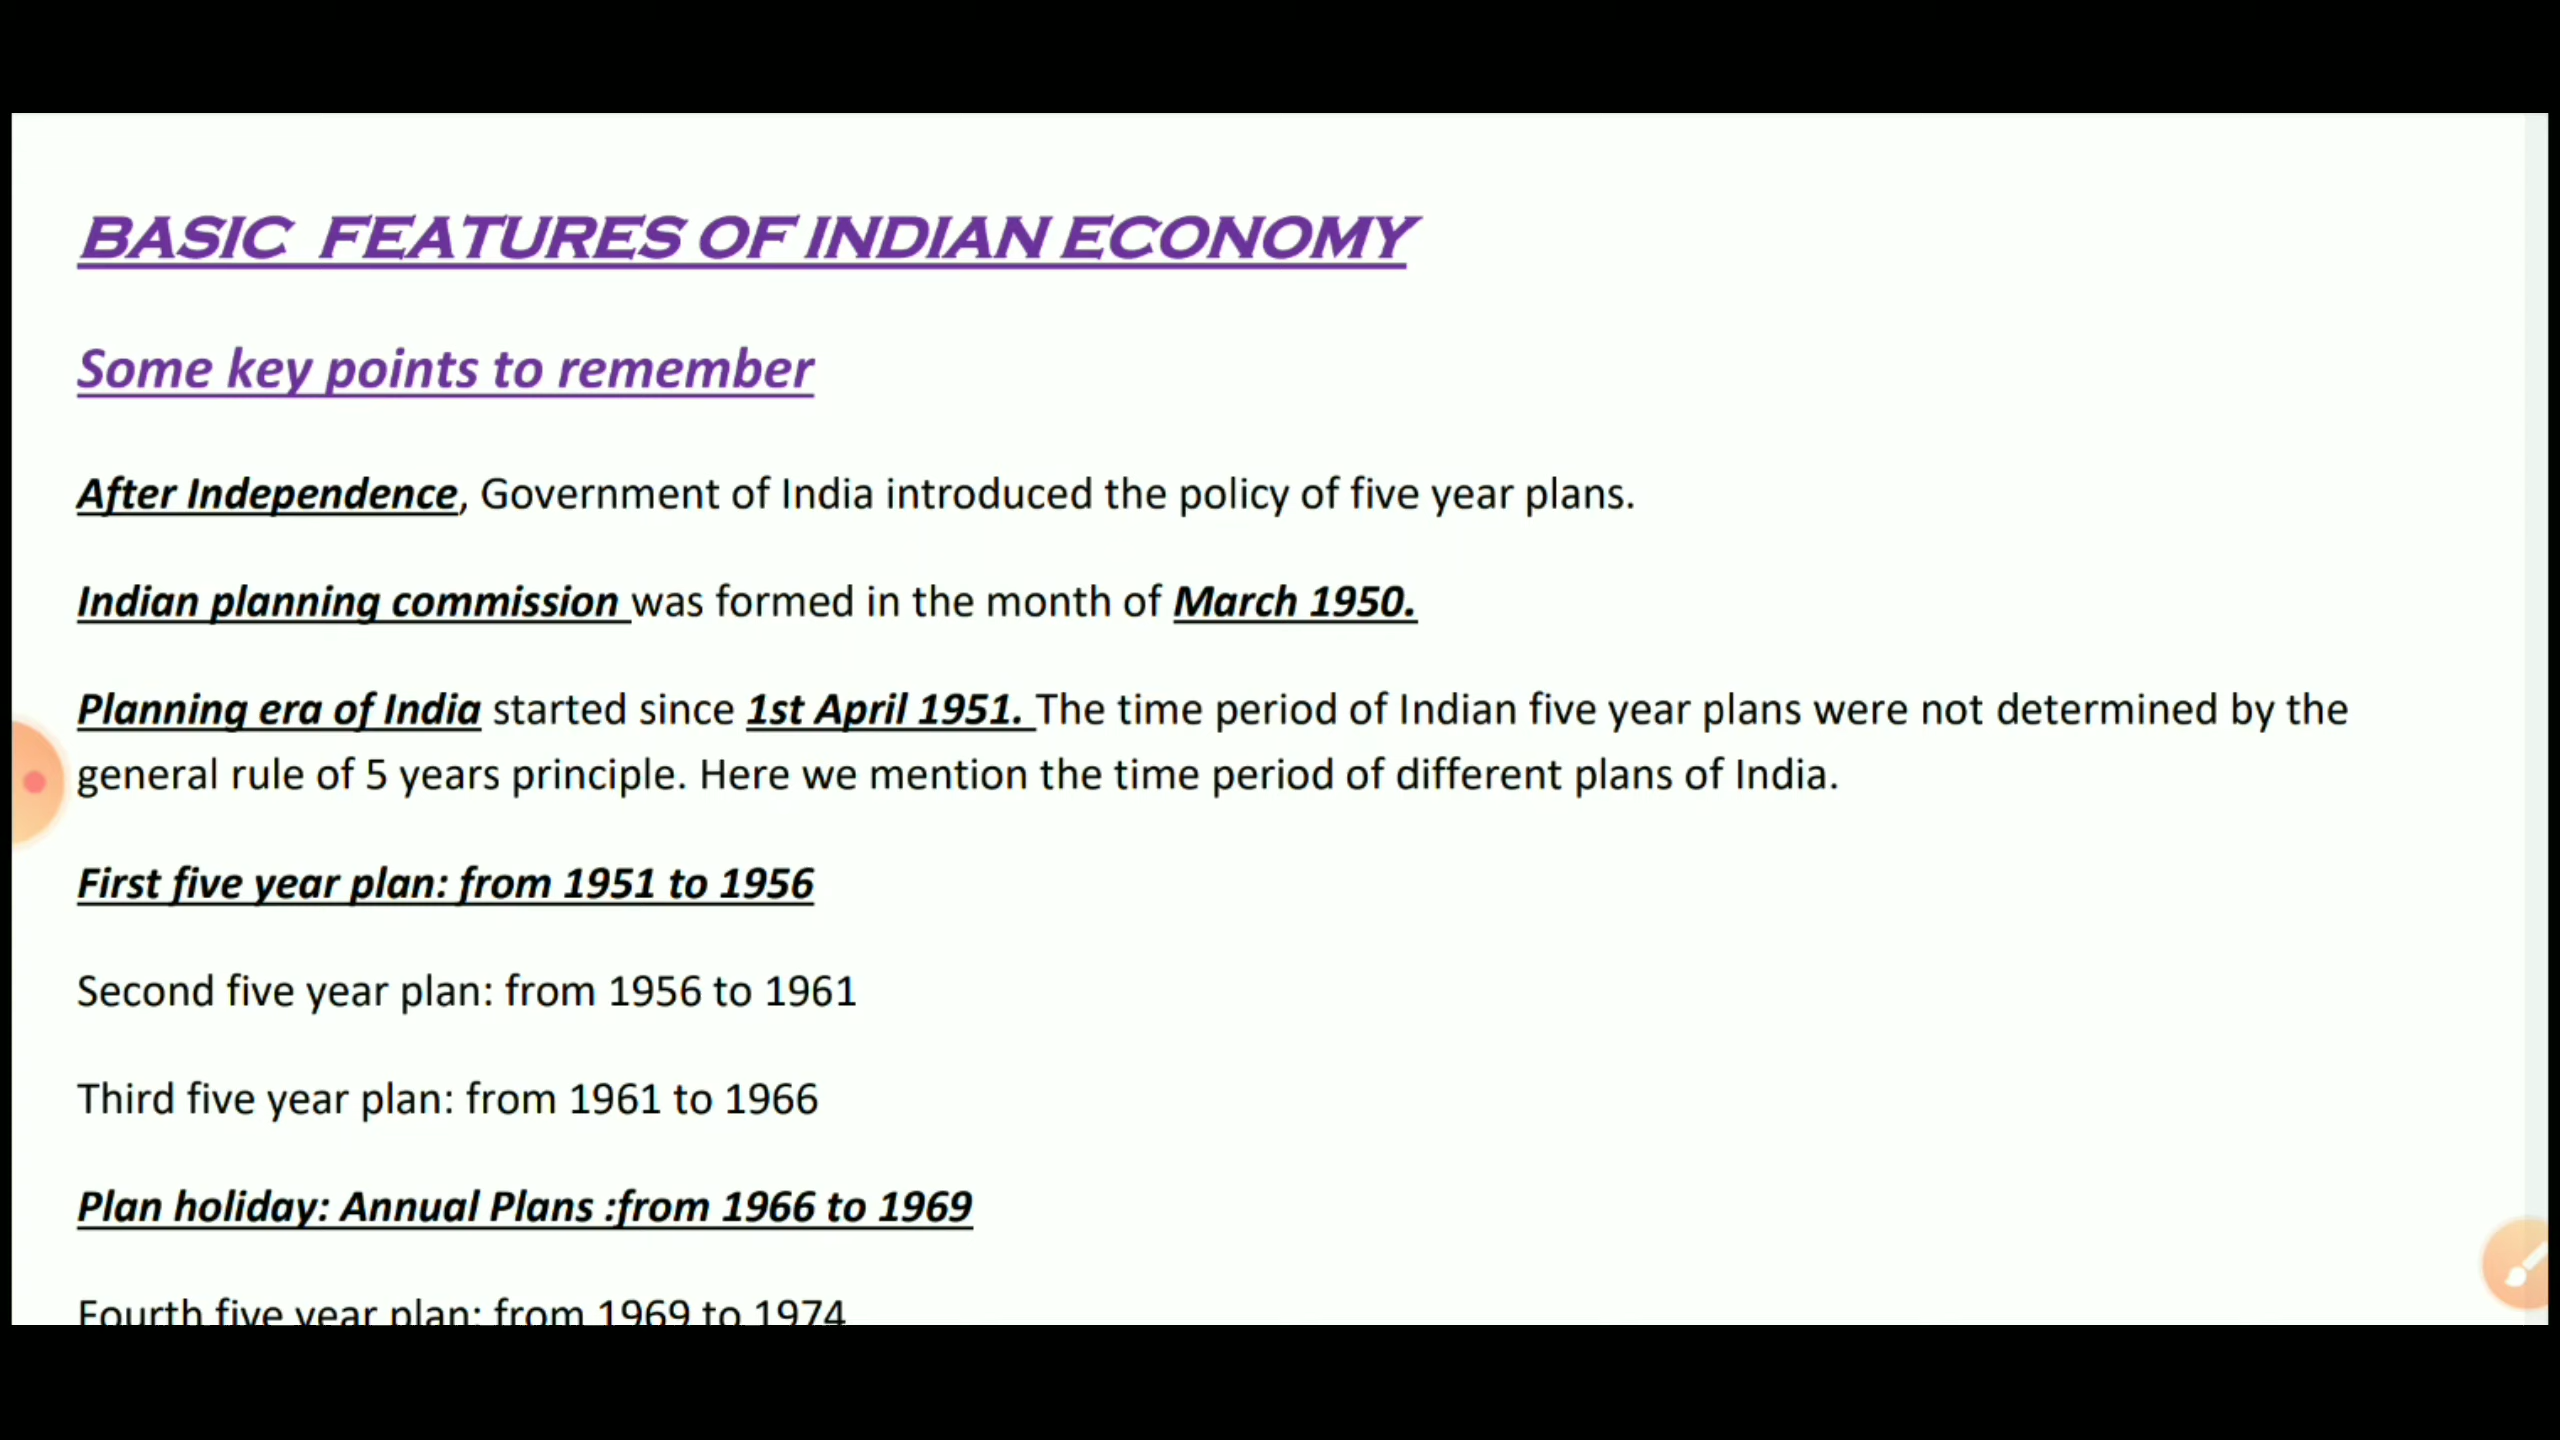 BASIC FEATURES OF INDIAN ECONOMY
Some key points to remember
After Independence, Government of India introduced the policy of five year plans.
Indian planning commission was formed in the month of March 1950.
Planning era of India started since 1st April 1951. The time period of Indian five year plans were not determined by the
general rule of 5 years principle. Here we mention the time period of different plans of India.
First five year plan: from 1951 to 1956
Second five year plan: from 1956 to 1961
Third five year plan: from 1961 to 1966
Plan holiday: Annual Plans :from 1966 to 1969
Fourth five year plan: from 1969 to 1974